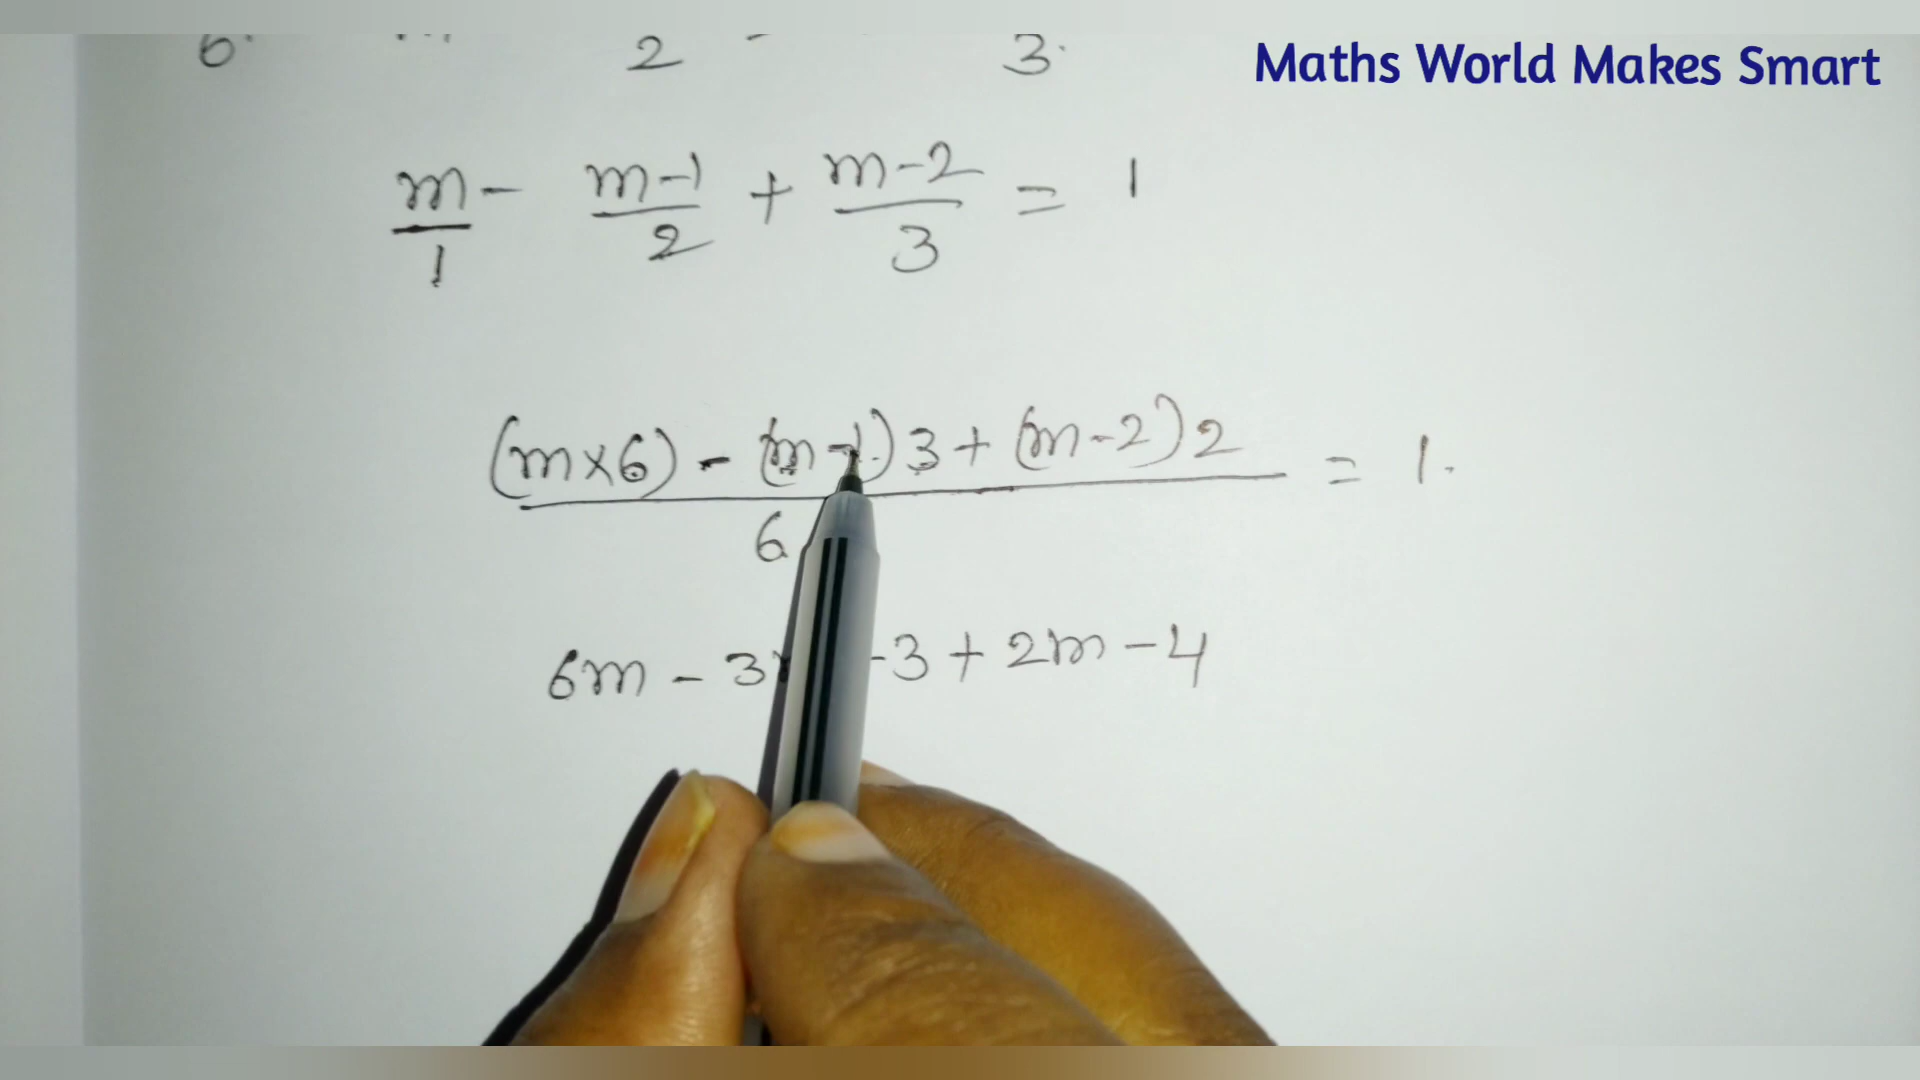 6. 2 3.
Maths World Makes Smart
m/1 - m-1/2 + m-2/3 = 1
(m×6) - (m-1)3 + (m-2)2 = 1.
6
6m - 3 -3 + 2m - 4